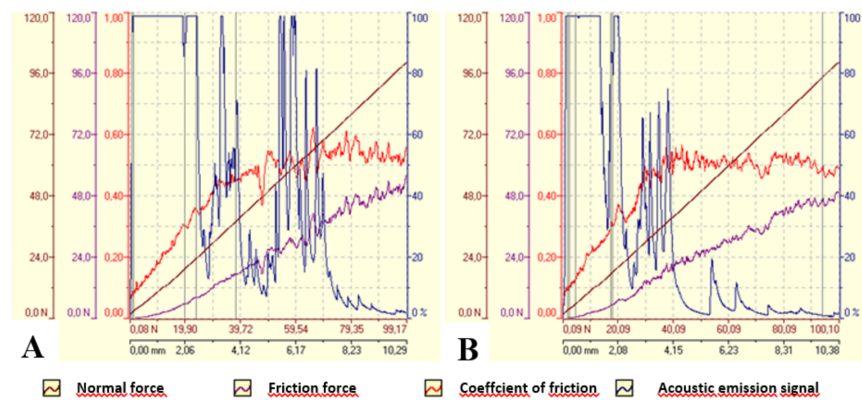 120,0 120,0 1,00 100
96,0 96,0 0,80 80
72,0 72,0 0,60 60
48,0 48,0 0,40 40
24,0 24,0 0,20 20
0,0 N 0,0 N 0,00 0 %
0,08 N 19,90 39,72 59,54 79,35 99,17
0,00 mm 2,06 4,12 6,17 8,23 10,29
A
120,0 120,0 1,00 100
96,0 96,0 0,80 80
72,0 72,0 0,60 60
48,0 48,0 0,40 40
24,0 24,0 0,20 20
0,0 N 0,0 N 0,00 0 %
0,09 N 20,09 40,09 60,09 80,09 100,10
0,00 mm 2,08 4,15 6,23 8,31 10,38
B
Normal force Friction force Coeffcient of friction Acoustic emission signal